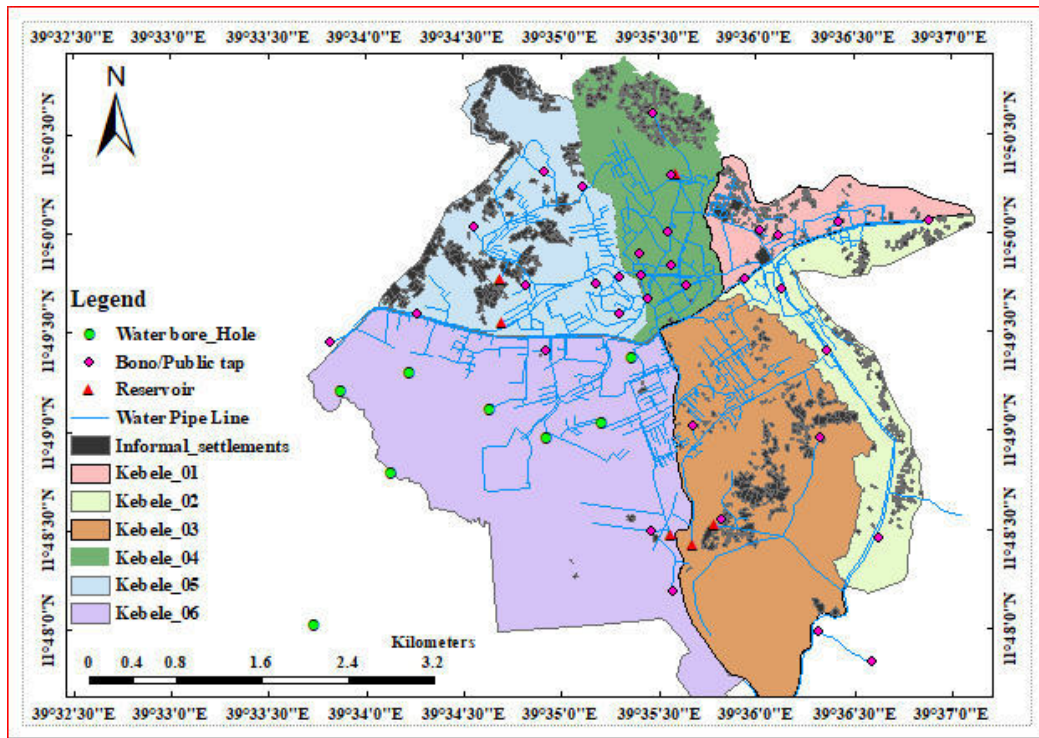 39°32'30"E 39°33'0"E 39°33'30"E 39°34'0"E 39°34'30"E 39°35'0"E 39°35'30"E 39°36'0"E 39°36'30"E 39°37'0"E
N
11°50'30"N
11°50'0"N
11°49'30"N
11°49'0"N
11°48'30"N
11°48'0"N
Legend
Water bore_Hole
Bono/Public tap
Reservoir
Water Pipe Line
Informal_settlements
Kebele_01
Kebele_02
Kebele_03
Kebele_04
Kebele_05
Kebele_06
Kilometers
0 0.4 0.8 1.6 2.4 3.2
11°50'30"N
11°50'0"N
11°49'30"N
11°49'0"N
11°48'30"N
11°48'0"N
39°32'30"E 39°33'0"E 39°33'30"E 39°34'0"E 39°34'30"E 39°35'0"E 39°35'30"E 39°36'0"E 39°36'30"E 39°37'0"E